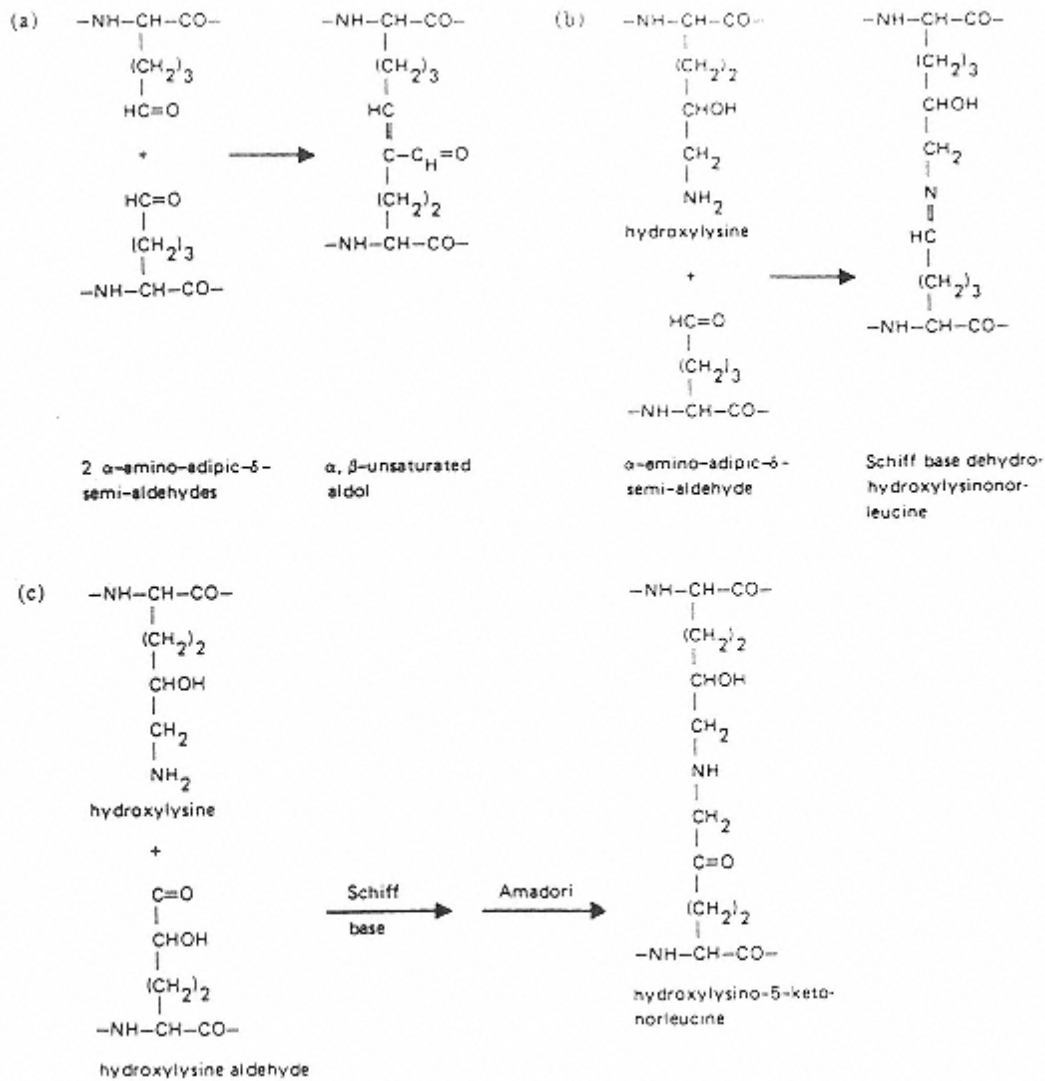 (a)
-NH-CH-CO-
(CH2)3
HC=O
+
HC=O
(CH2)3
-NH-CH-CO-
2 α-amino-adipic-δ-
semi-aldehydes
-NH-CH-CO-
(CH2)3
HC
C-CH=O
(CH2)2
-NH-CH-CO-
α, β-unsaturated
aldol
(b)
-NH-CH-CO-
(CH2)2
CHOH
CH2
NH2
hydroxylysine
+
HC=O
(CH2)3
-NH-CH-CO-
α-amino-adipic-δ-
semi-aldehyde
-NH-CH-CO-
(CH2)3
CHOH
CH2
N
HC
(CH2)3
-NH-CH-CO-
Schiff base dehydro-
hydroxylysinonor-
leucine
(c)
-NH-CH-CO-
(CH2)2
CHOH
CH2
NH2
hydroxylysine
+
C=O
CHOH
(CH2)2
-NH-CH-CO-
hydroxylysine aldehyde
Schiff
base
Amadori
-NH-CH-CO-
(CH2)2
CHOH
CH2
NH
CH2
C=O
(CH2)2
-NH-CH-CO-
hydroxylysino-5-keto-
norleucine